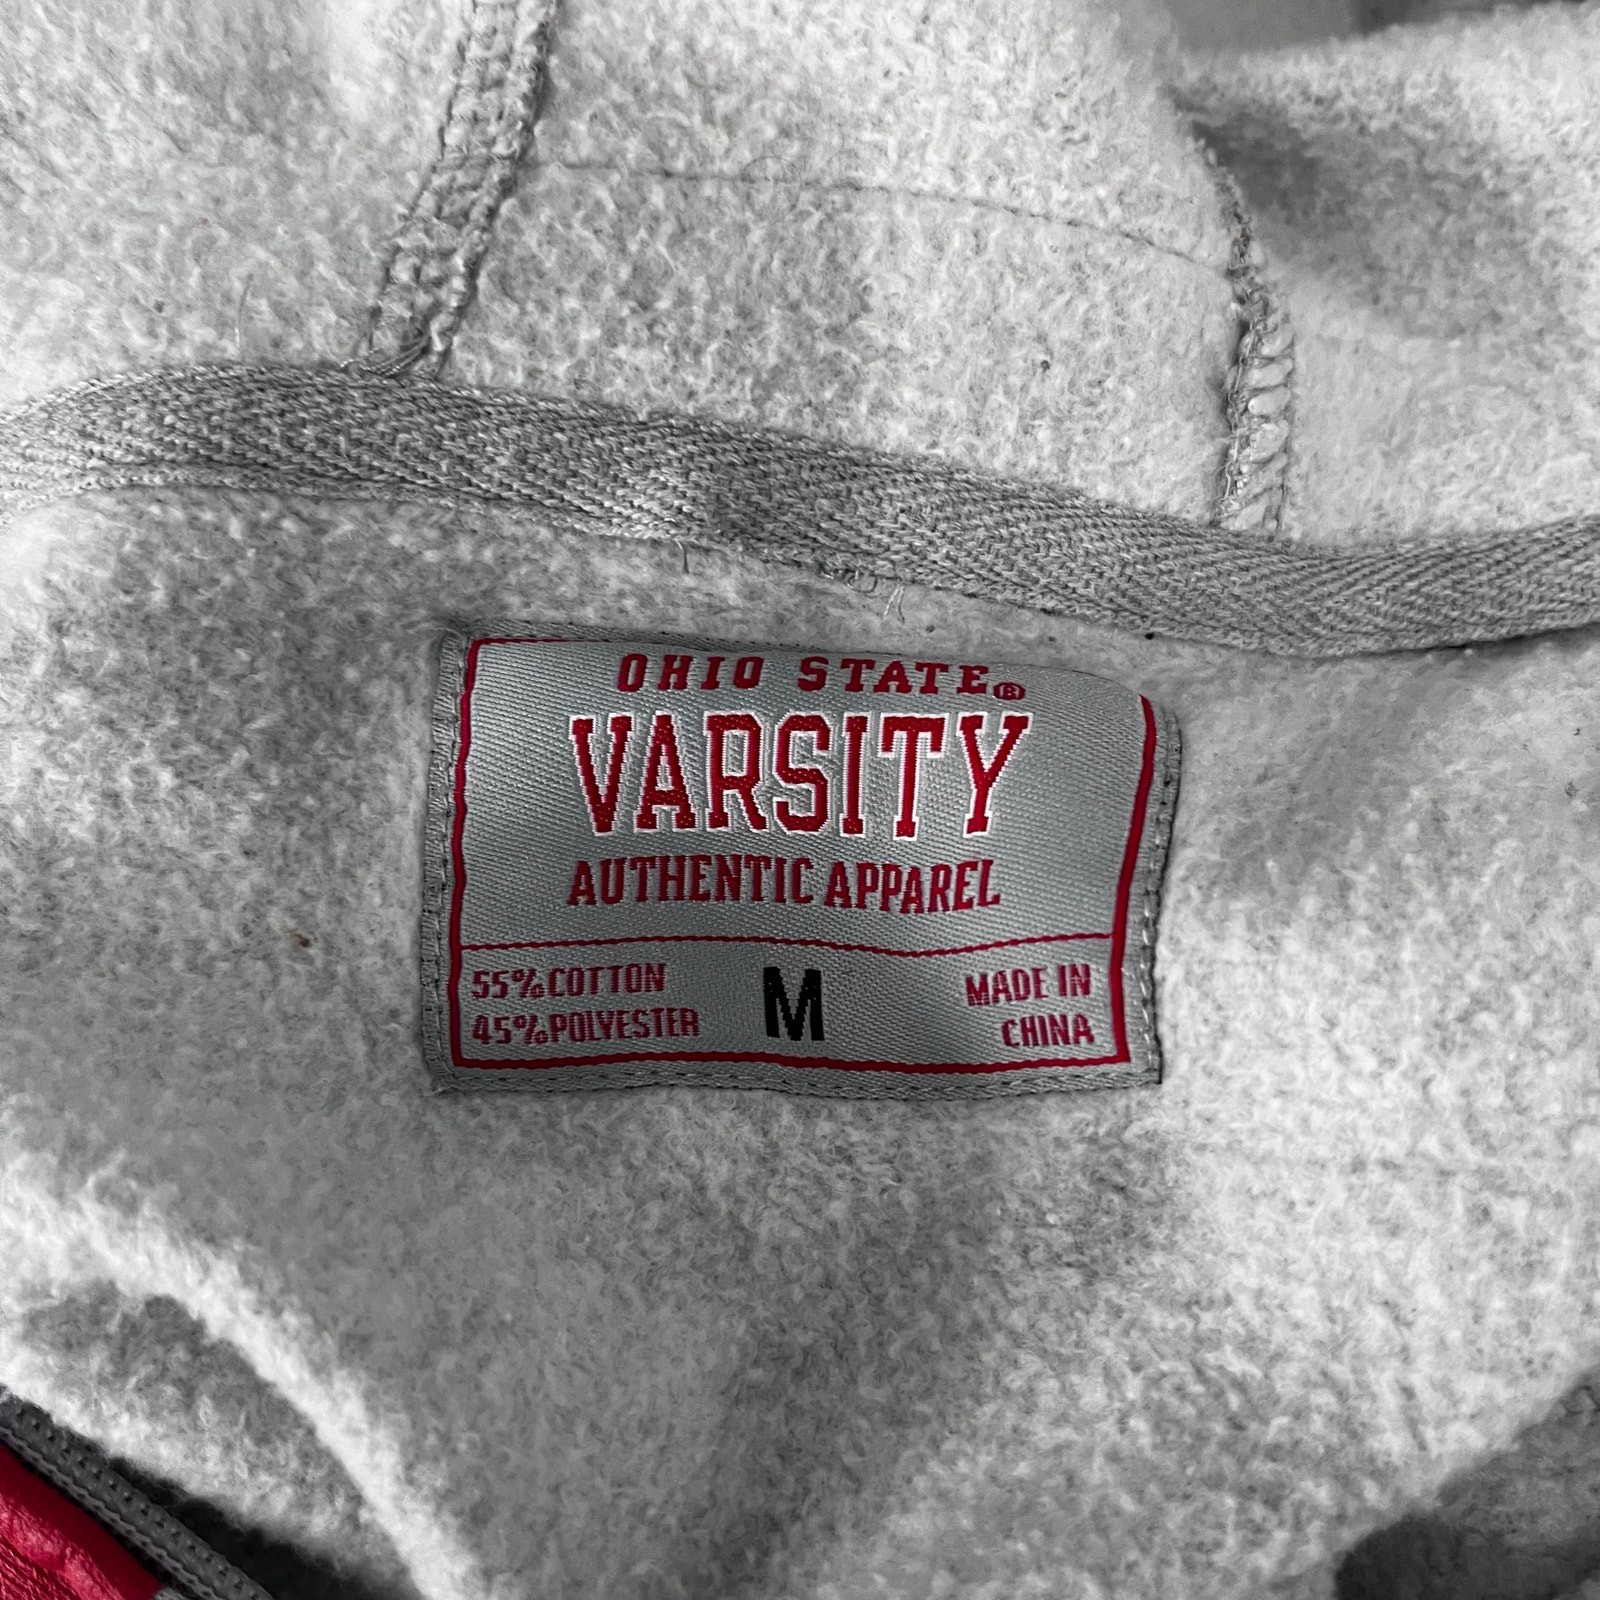 OHIO STATE®
VARSITY
AUTHENTIC APPAREL
55% COTTON
45% POLYESTER
M
MADE IN
CHINA